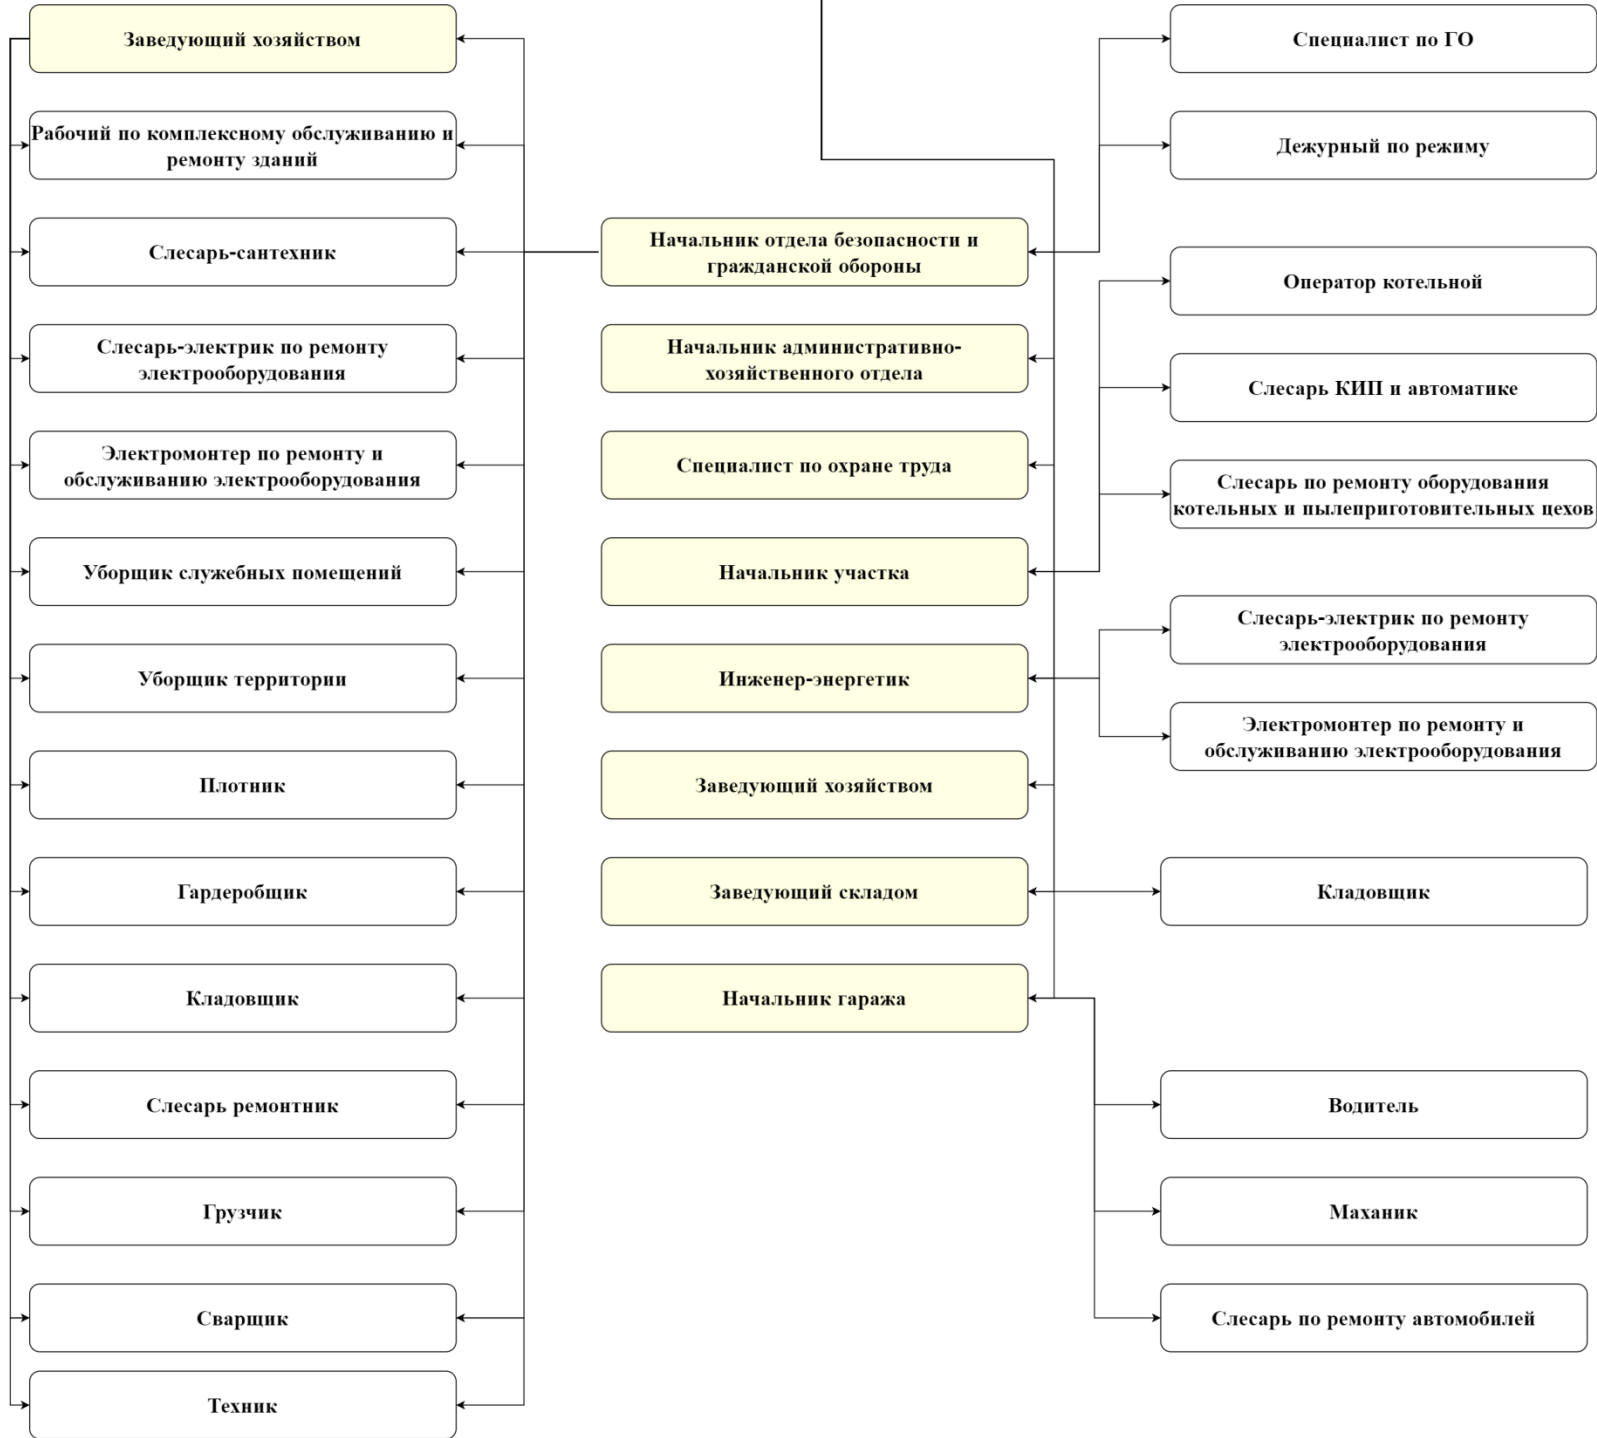 Заведующий хозяйством
Рабочий по комплексному обслуживанию и
ремонту зданий
Слесарь-сантехник
Слесарь-электрик по ремонту
электрооборудования
Электромонтер по ремонту и
обслуживанию электрооборудования
Уборщик служебных помещений
Уборщик территории
Плотник
Гардеробщик
Кладовщик
Слесарь ремонтник
Грузчик
Сварщик
Техник
Начальник отдела безопасности и
гражданской обороны
Начальник административно-
хозяйственного отдела
Специалист по охране труда
Начальник участка
Инженер-энергетик
Заведующий хозяйством
Заведующий складом
Начальник гаража
Специалист по ГО
Дежурный по режиму
Оператор котельной
Слесарь КИП и автоматике
Слесарь по ремонту оборудования
котельных и пылеприготовительных цехов
Слесарь-электрик по ремонту
электрооборудования
Электромонтер по ремонту и
обслуживанию электрооборудования
Кладовщик
Водитель
Маханик
Слесарь по ремонту автомобилей